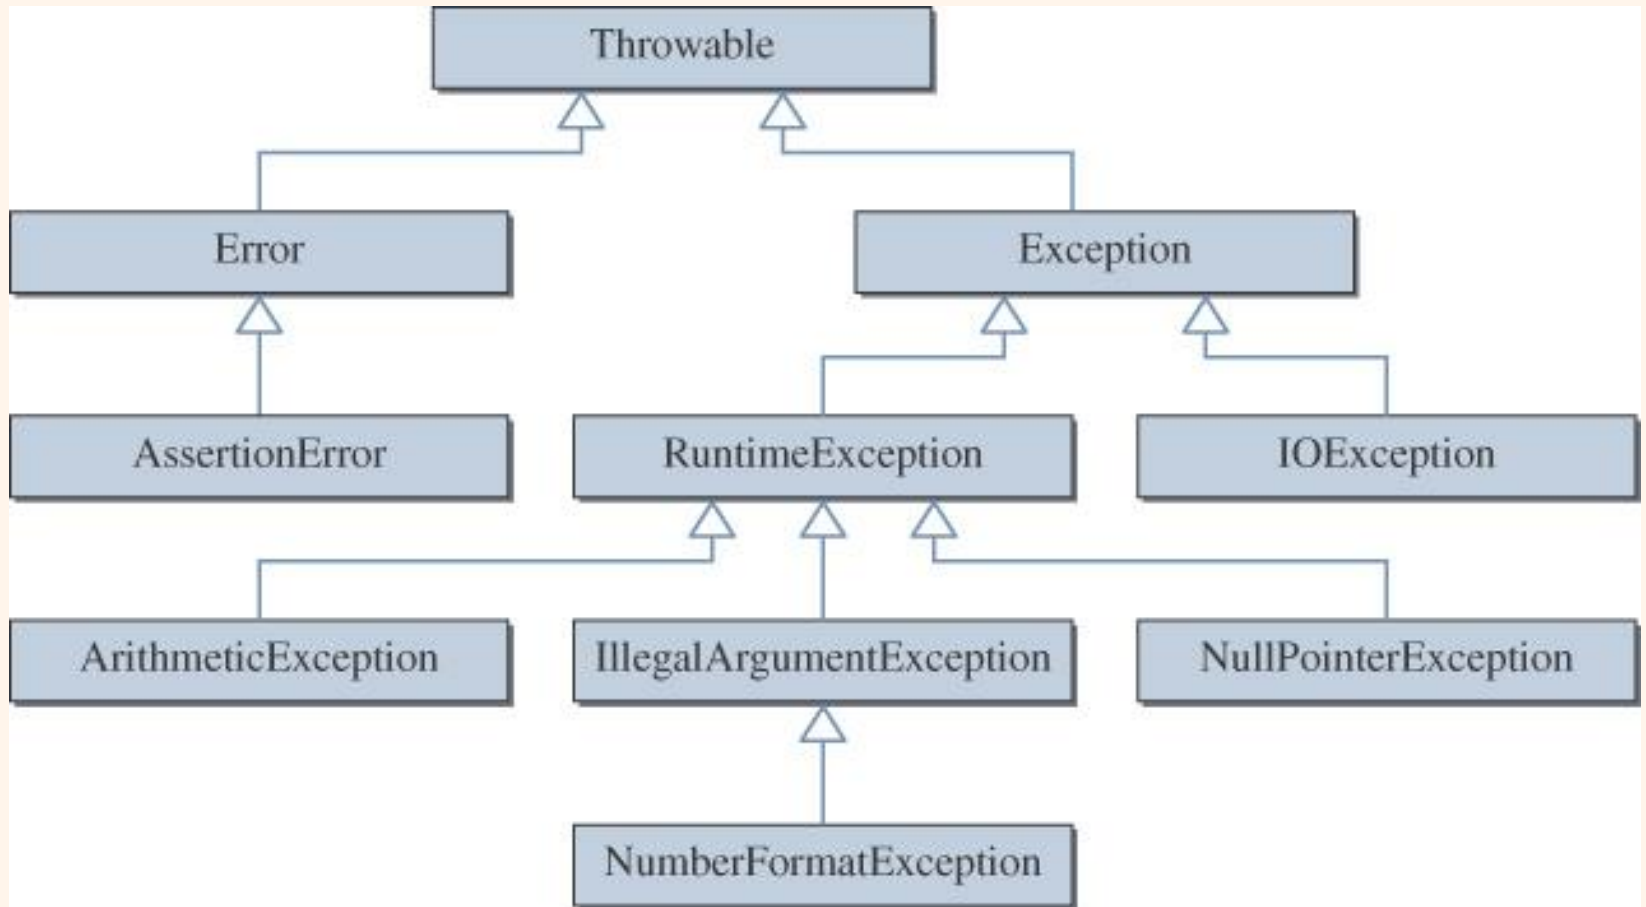 Throwable
Error
Exception
AssertionError
RuntimeException
IOException
ArithmeticException
IllegalArgumentException
NullPointerException
NumberFormatException